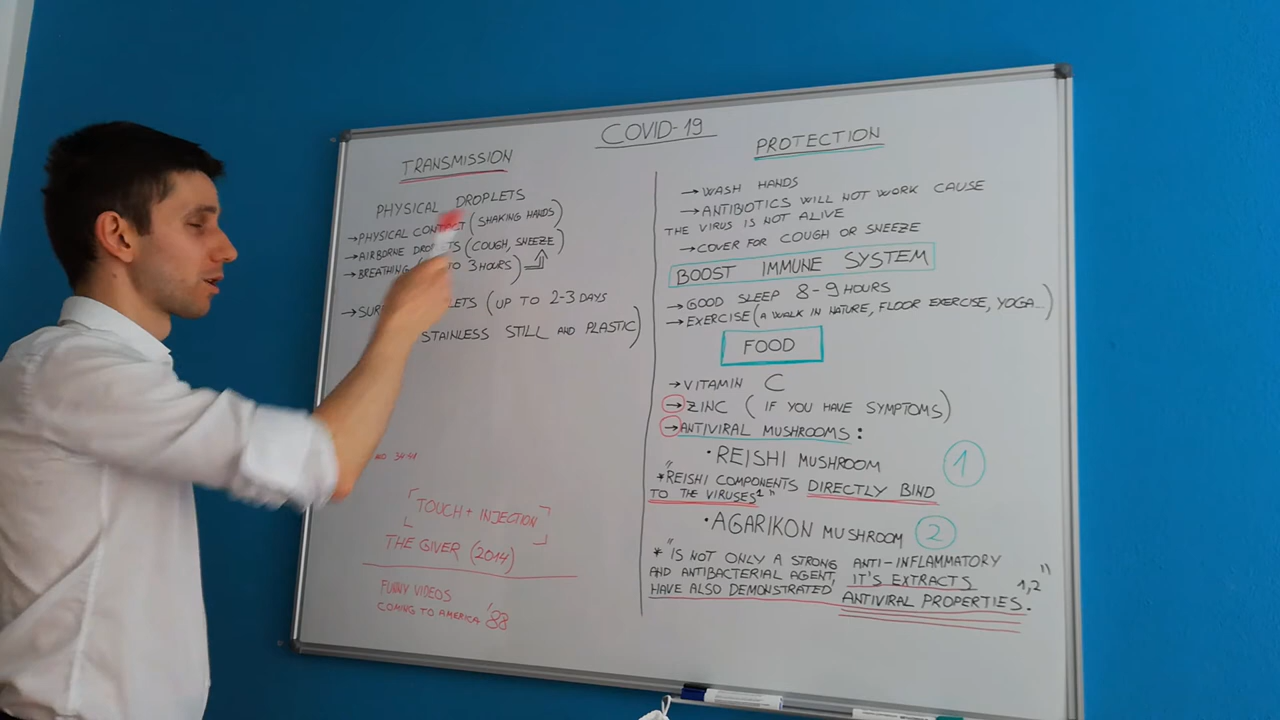 COVID-19
TRANSMISSION
PHYSICAL DROPLETS
→PHYSICAL CONTACT (SHAKING HANDS)
→AIRBORNE (COUGH, SNEEZE)
→BREATHING TO 3 HOURS)
→ (UP TO 2-3 DAYS
STAINLESS STILL AND PLASTIC)
34:41
TOUCH + INJECTION
THE GIVER (2014)
FUNNY VIDEOS
COMING TO AMERICA '88
PROTECTION
→WASH HANDS
→ANTIBIOTICS WILL NOT WORK CAUSE
THE VIRUS IS NOT ALIVE
→COVER FOR COUGH OR SNEEZE
BOOST IMMUNE SYSTEM
→GOOD SLEEP 8-9 HOURS
→EXERCISE (A WALK IN NATURE, FLOOR EXERCISE, YOGA...)
FOOD
→VITAMIN C
→ZINC (IF YOU HAVE SYMPTOMS)
→ANTIVIRAL MUSHROOMS:
•REISHI MUSHROOM 1
"*REISHI COMPONENTS DIRECTLY BIND
TO THE VIRUSES¹"
•AGARIKON MUSHROOM 2
"* IS NOT ONLY A STRONG ANTI-INFLAMMATORY
AND ANTIBACTERIAL AGENT, IT'S EXTRACTS
HAVE ALSO DEMONSTRATED ANTIVIRAL PROPERTIES. 1,2"